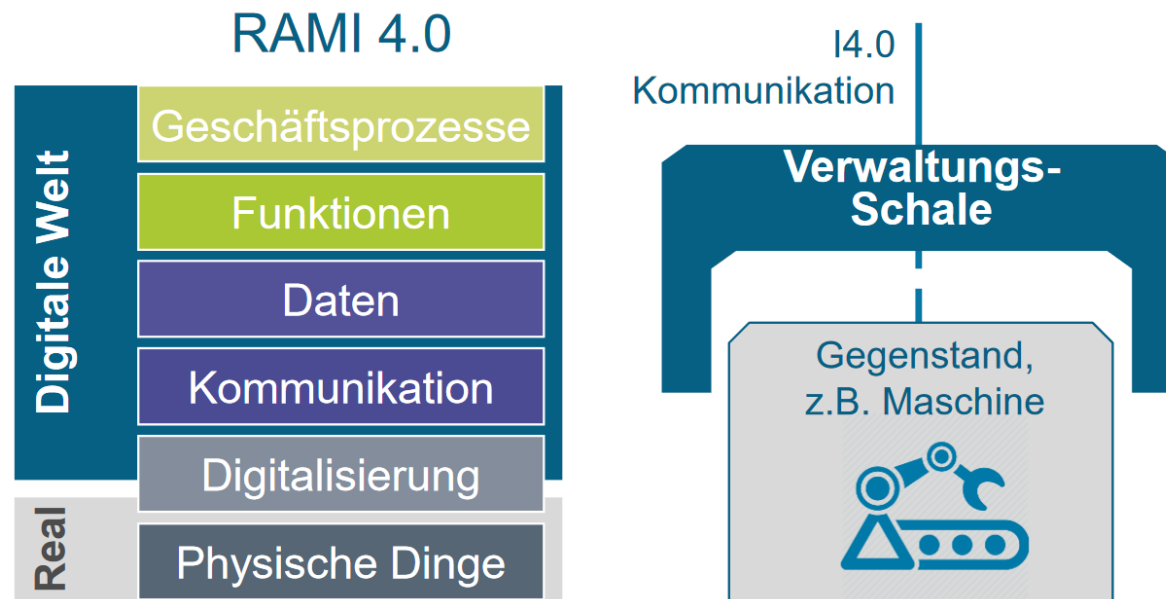 RAMI 4.0
Digitale Welt
Geschäftsprozesse
Funktionen
Daten
Kommunikation
Digitalisierung
Real
Physische Dinge
I4.0
Kommunikation
Verwaltungs-
Schale
Gegenstand,
z.B. Maschine